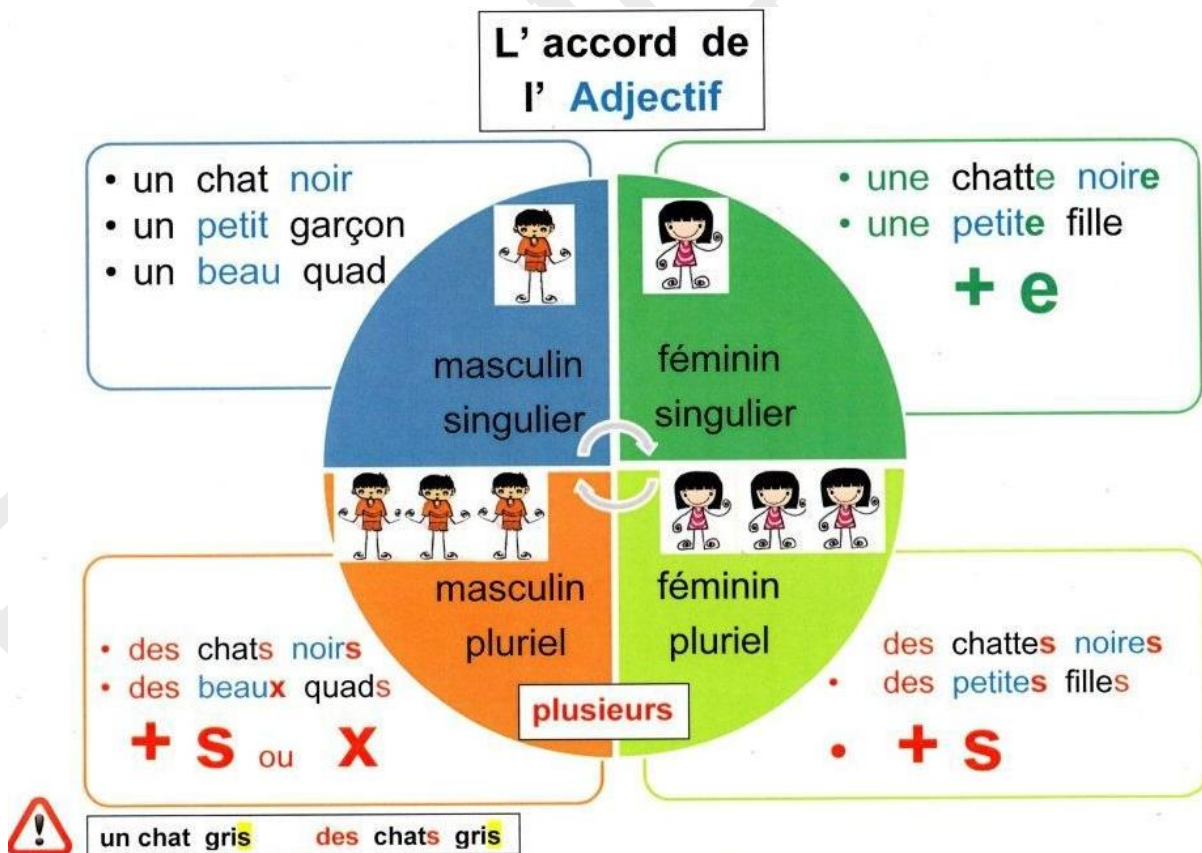 L' accord de
l' Adjectif
• un chat noir
• un petit garçon
• un beau quad
• une chatte noire
• une petite fille
+ e
masculin
singulier
féminin
singulier
masculin
pluriel
féminin
pluriel
plusieurs
• des chats noirs
• des beaux quads
+ s ou x
des chattes noires
• des petites filles
• + s
!
un chat gris des chats gris